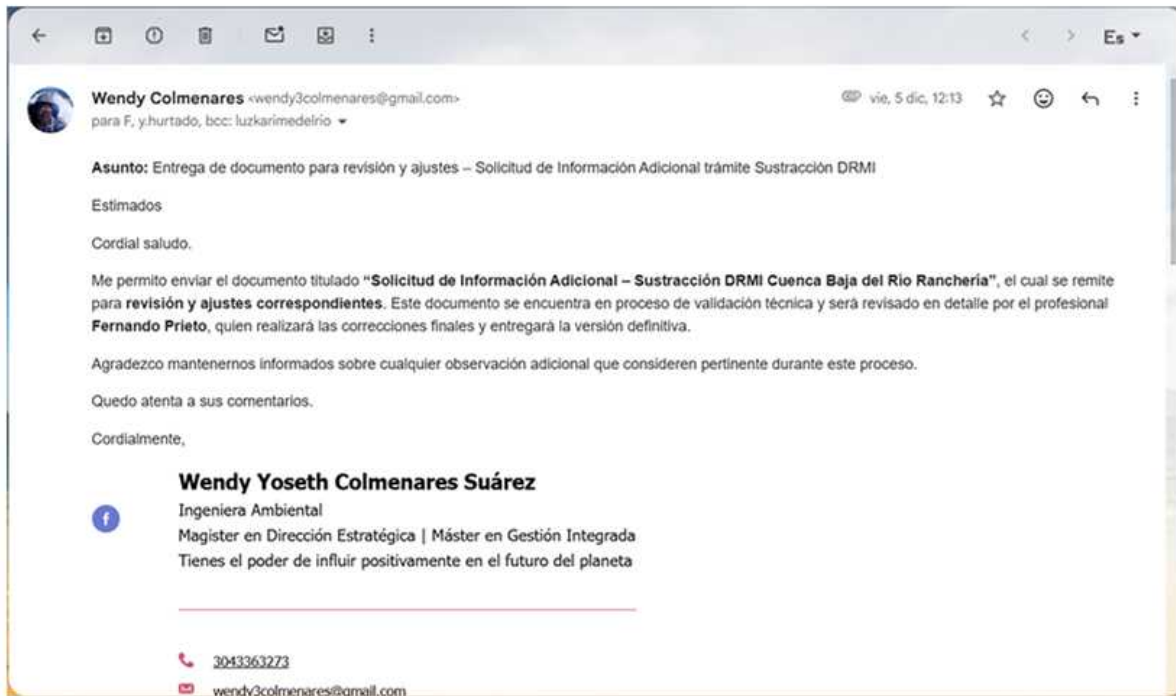 Es
Wendy Colmenares <wendy3colmenares@gmail.com>
vie, 5 dic, 12:13
para F, y.hurtado, bcc: luzkarimedelrio
Asunto: Entrega de documento para revisión y ajustes – Solicitud de Información Adicional trámite Sustracción DRMI
Estimados
Cordial saludo.
Me permito enviar el documento titulado “Solicitud de Información Adicional – Sustracción DRMI Cuenca Baja del Río Ranchería”, el cual se remite
para revisión y ajustes correspondientes. Este documento se encuentra en proceso de validación técnica y será revisado en detalle por el profesional
Fernando Prieto, quien realizará las correcciones finales y entregará la versión definitiva.
Agradezco mantenernos informados sobre cualquier observación adicional que consideren pertinente durante este proceso.
Quedo atenta a sus comentarios.
Cordialmente,
Wendy Yoseth Colmenares Suárez
f
Ingeniera Ambiental
Magister en Dirección Estratégica | Máster en Gestión Integrada
Tienes el poder de influir positivamente en el futuro del planeta
3043363273
wendy3colmenares@gmail.com